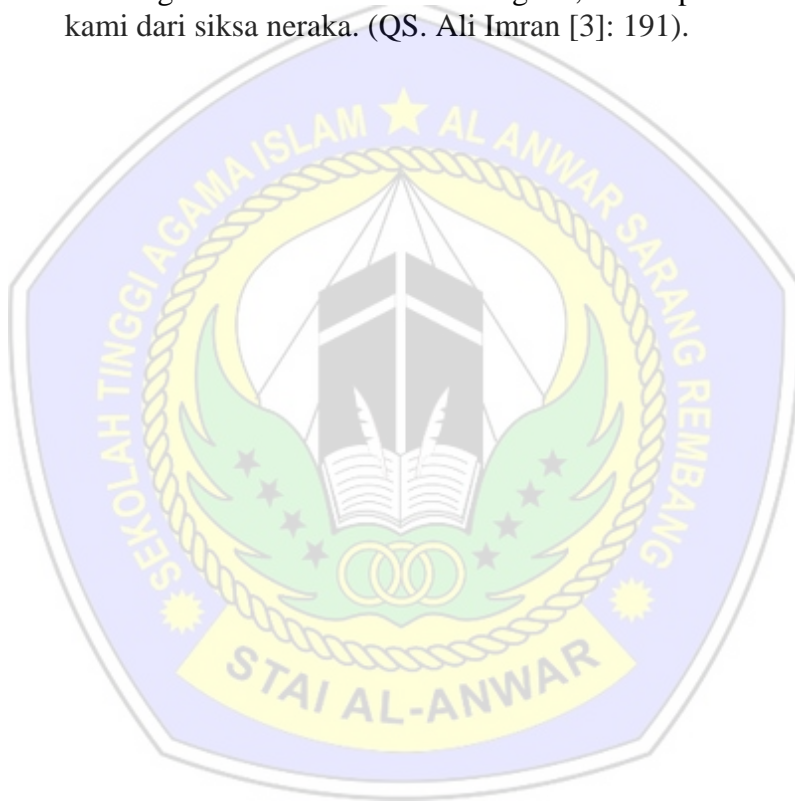 kami dari siksa neraka. (QS. Ali Imran [3]: 191).
SEKOLAH TINGGI AGAMA ISLAM ★ AL ANWAR SARANG REMBANG
STAI AL-ANWAR